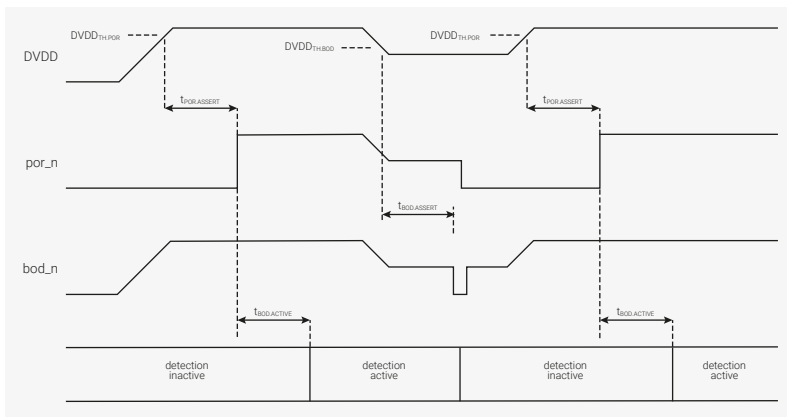 DVDDTH.POR
DVDDTH.BOD
DVDDTH.POR
DVDD
tPOR.ASSERT
tPOR.ASSERT
por_n
tBOD.ASSERT
bod_n
tBOD.ACTIVE
tBOD.ACTIVE
detection
inactive
detection
active
detection
inactive
detection
active